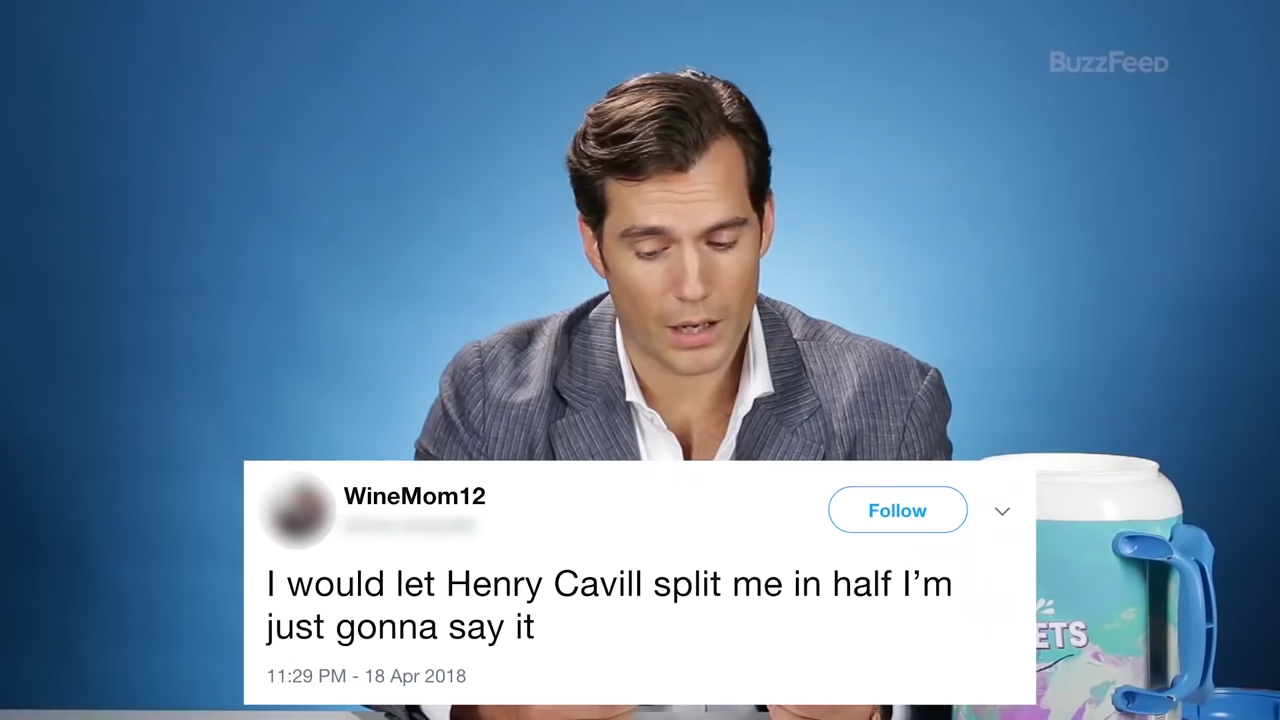 BuzzFeed
WineMom12
Follow
I would let Henry Cavill split me in half I’m
just gonna say it
11:29 PM - 18 Apr 2018
ETS